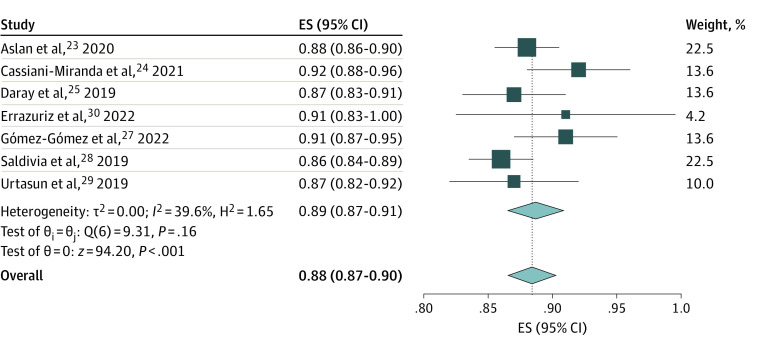 Study ES (95% CI) Weight, %
Aslan et al,23 2020 0.88 (0.86-0.90) 22.5
Cassiani-Miranda et al,24 2021 0.92 (0.88-0.96) 13.6
Daray et al,25 2019 0.87 (0.83-0.91) 13.6
Errazuriz et al,30 2022 0.91 (0.83-1.00) 4.2
Gómez-Gómez et al,27 2022 0.91 (0.87-0.95) 13.6
Saldivia et al,28 2019 0.86 (0.84-0.89) 22.5
Urtasun et al,29 2019 0.87 (0.82-0.92) 10.0
Heterogeneity: τ2=0.00; I2=39.6%, H2=1.65 0.89 (0.87-0.91)
Test of θi=θj: Q(6)=9.31, P=.16
Test of θ=0: z=94.20, P<.001
Overall 0.88 (0.87-0.90)
.80 .85 .90 .95 1.0
ES (95% CI)